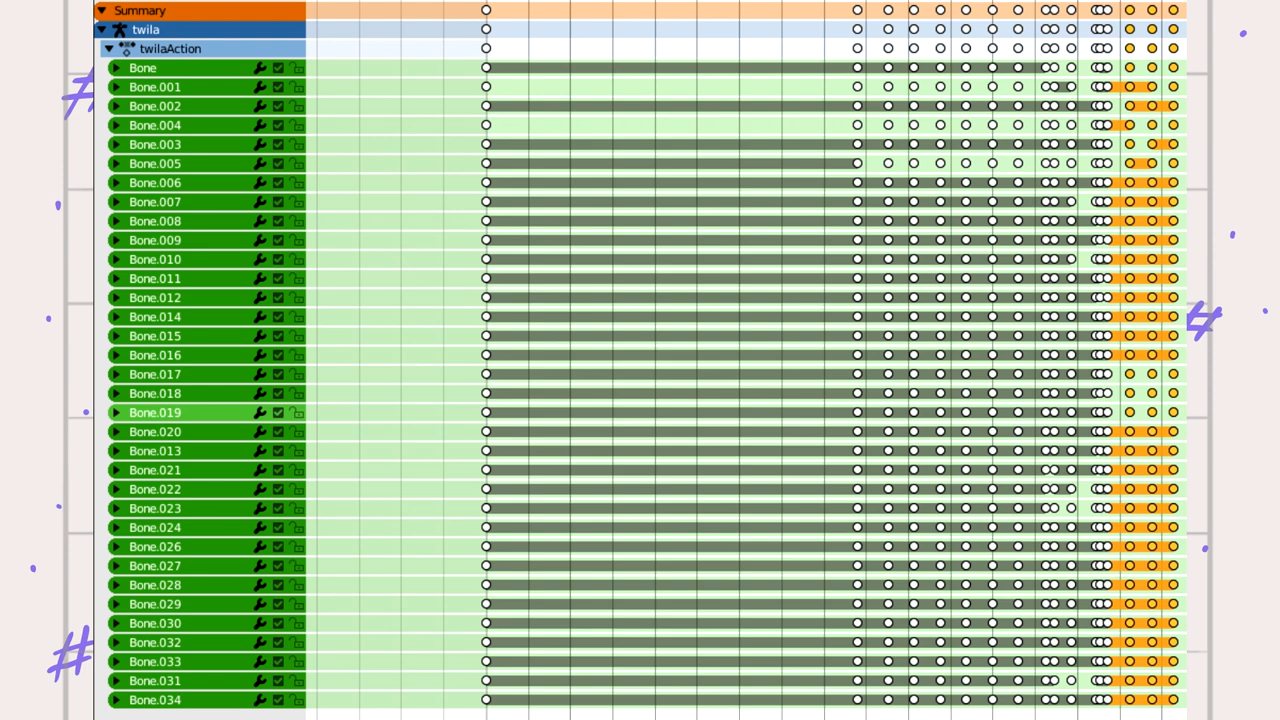 Summary
twila
twilaAction
Bone
Bone.001
Bone.002
Bone.004
Bone.003
Bone.005
Bone.006
Bone.007
Bone.008
Bone.009
Bone.010
Bone.011
Bone.012
Bone.014
Bone.015
Bone.016
Bone.017
Bone.018
Bone.019
Bone.020
Bone.013
Bone.021
Bone.022
Bone.023
Bone.024
Bone.026
Bone.027
Bone.028
Bone.029
Bone.030
Bone.032
Bone.033
Bone.031
Bone.034